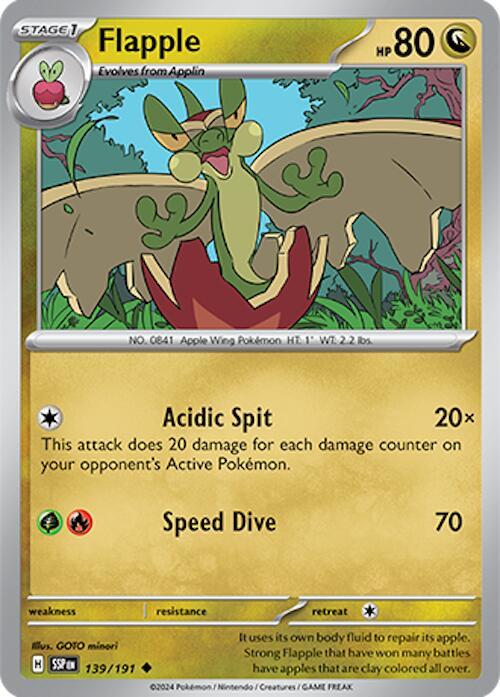 STAGE 1
Flapple
HP 80
Evolves from Applin
NO. 0841 Apple Wing Pokémon HT: 1' WT: 2.2 lbs.
Acidic Spit 20×
This attack does 20 damage for each damage counter on
your opponent's Active Pokémon.
Speed Dive 70
weakness resistance retreat
Illus. GOTO minori
H SSP EN 139/191
It uses its own body fluid to repair its apple.
Strong Flapple that have won many battles
have apples that are clay colored all over.
©2024 Pokémon / Nintendo / Creatures / GAME FREAK